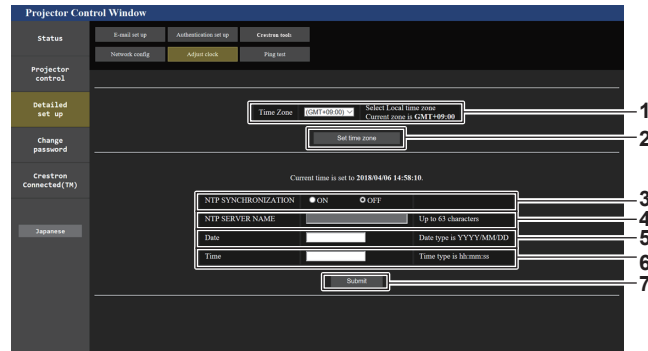 Projector Control Window
Status
E-mail set up
Authentication set up
Crestron tools
Network config
Adjust clock
Ping test
Projector
control
Detailed
set up
Change
password
Crestron
Connected(TM)
Japanese
Time Zone
(GMT+09:00)
Select Local time zone
Current zone is GMT+09:00
1
Set time zone
2
Current time is set to 2018/04/06 14:58:10.
NTP SYNCHRONIZATION ON OFF
3
NTP SERVER NAME Up to 63 characters
4
Date Date type is YYYY/MM/DD
5
Time Time type is hh:mm:ss
6
Submit
7